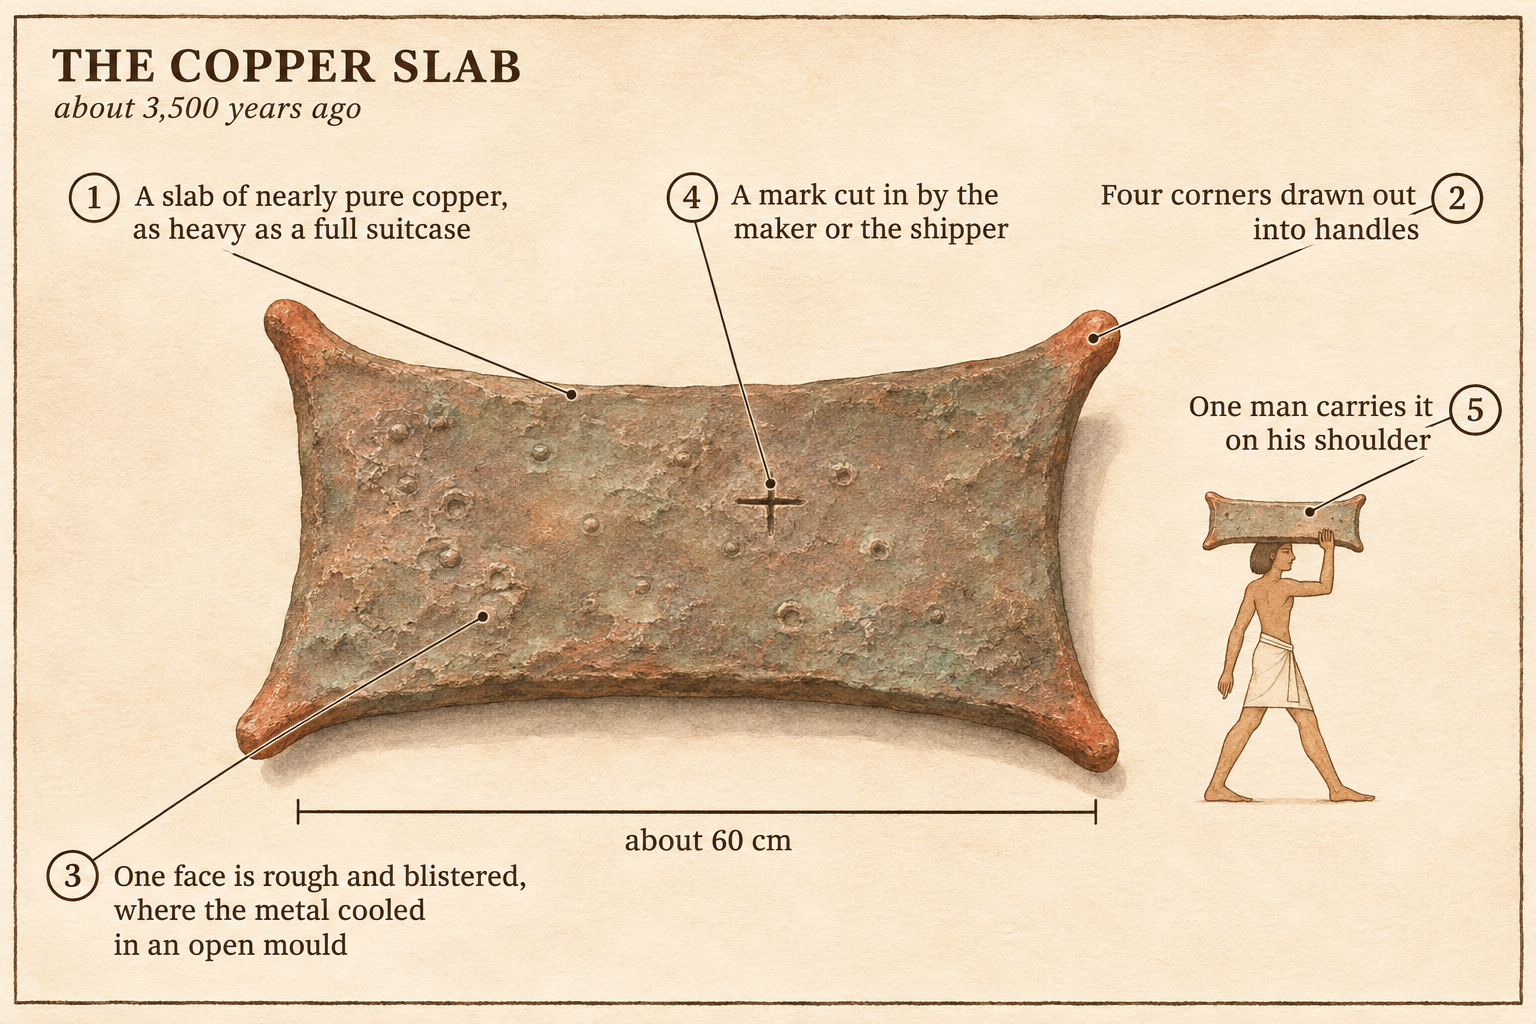 THE COPPER SLAB
about 3,500 years ago
1
A slab of nearly pure copper,
as heavy as a full suitcase
4
A mark cut in by the
maker or the shipper
Four corners drawn out
into handles
2
One man carries it
on his shoulder
5
about 60 cm
3
One face is rough and blistered,
where the metal cooled
in an open mould